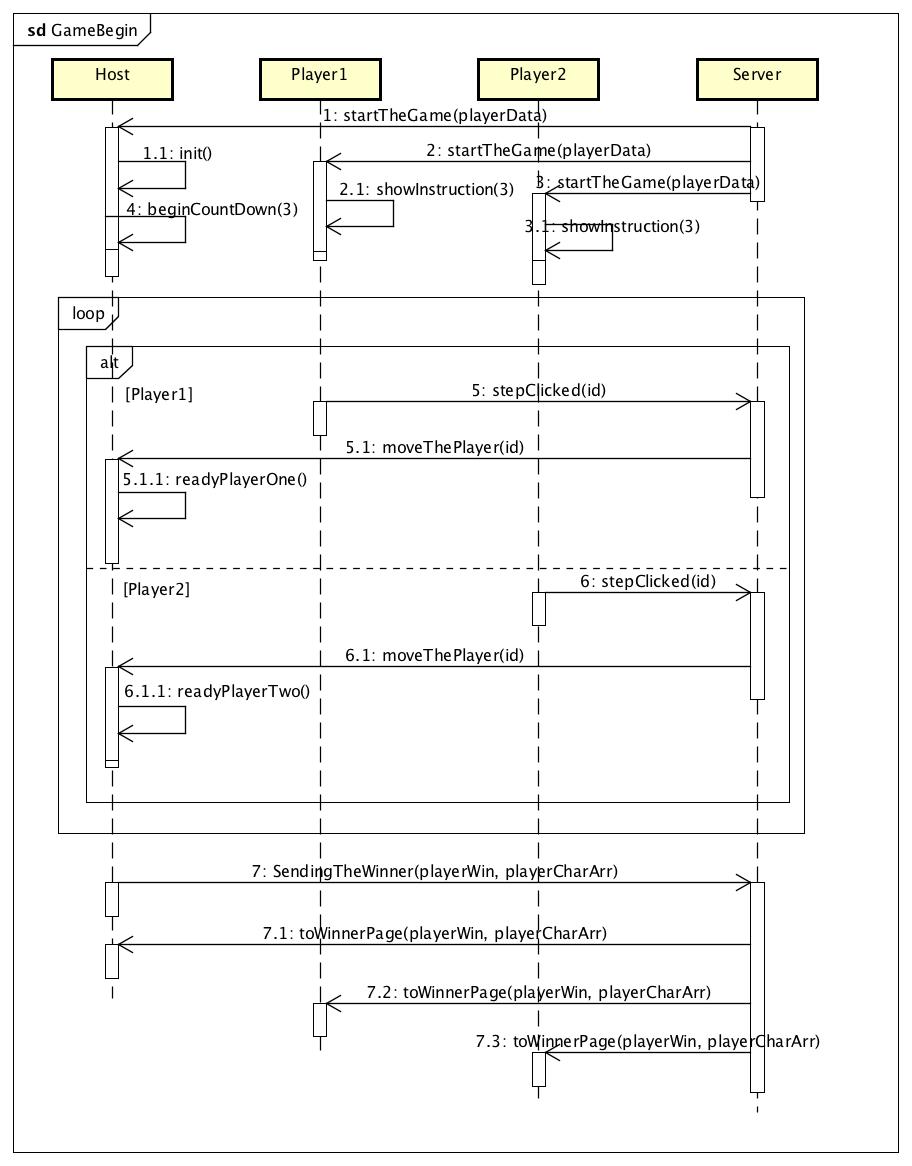 sd GameBegin
Host
Player1
Player2
Server
1: startTheGame(playerData)
1.1: init()
2: startTheGame(playerData)
3: startTheGame(playerData)
2.1: showInstruction(3)
4: beginCountDown(3)
3.1: showInstruction(3)
loop
alt
[Player1]
5: stepClicked(id)
5.1: moveThePlayer(id)
5.1.1: readyPlayerOne()
[Player2]
6: stepClicked(id)
6.1: moveThePlayer(id)
6.1.1: readyPlayerTwo()
7: SendingTheWinner(playerWin, playerCharArr)
7.1: toWinnerPage(playerWin, playerCharArr)
7.2: toWinnerPage(playerWin, playerCharArr)
7.3: toWinnerPage(playerWin, playerCharArr)